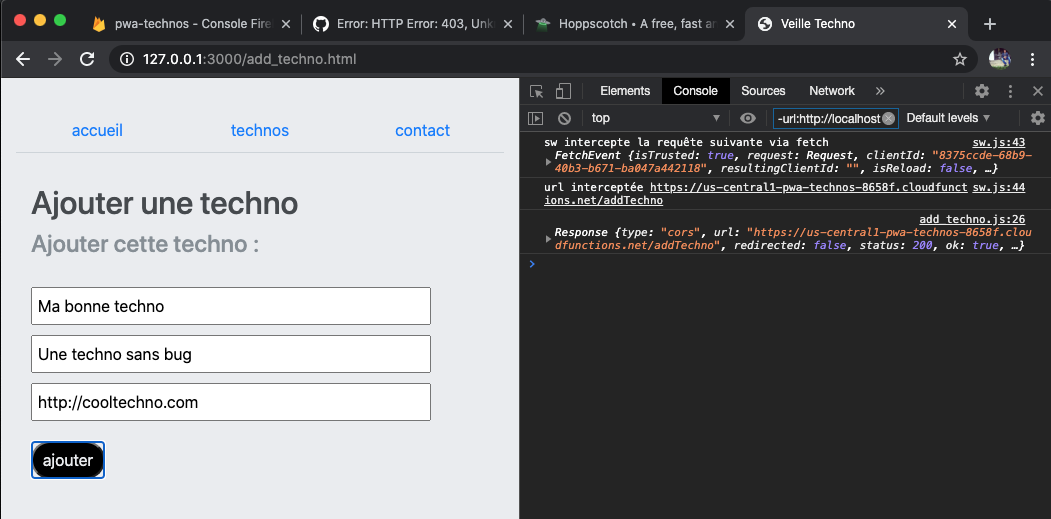 pwa-technos - Console Fire
Error: HTTP Error: 403, Unk
Hoppscotch • A free, fast an
Veille Techno
127.0.0.1:3000/add_techno.html
accueil
technos
contact
Ajouter une techno
Ajouter cette techno :
Ma bonne techno
Une techno sans bug
http://cooltechno.com
ajouter
Elements
Console
Sources
Network
top
-url:http://localhost
Default levels
sw intercepte la requête suivante via fetch
sw.js:43
FetchEvent {isTrusted: true, request: Request, clientId: "8375ccde-68b9-
40b3-b671-ba047a442118", resultingClientId: "", isReload: false, …}
url interceptée https://us-central1-pwa-technos-8658f.cloudfunct
sw.js:44
ions.net/addTechno
add_techno.js:26
Response {type: "cors", url: "https://us-central1-pwa-technos-8658f.clou
dfunctions.net/addTechno", redirected: false, status: 200, ok: true, …}